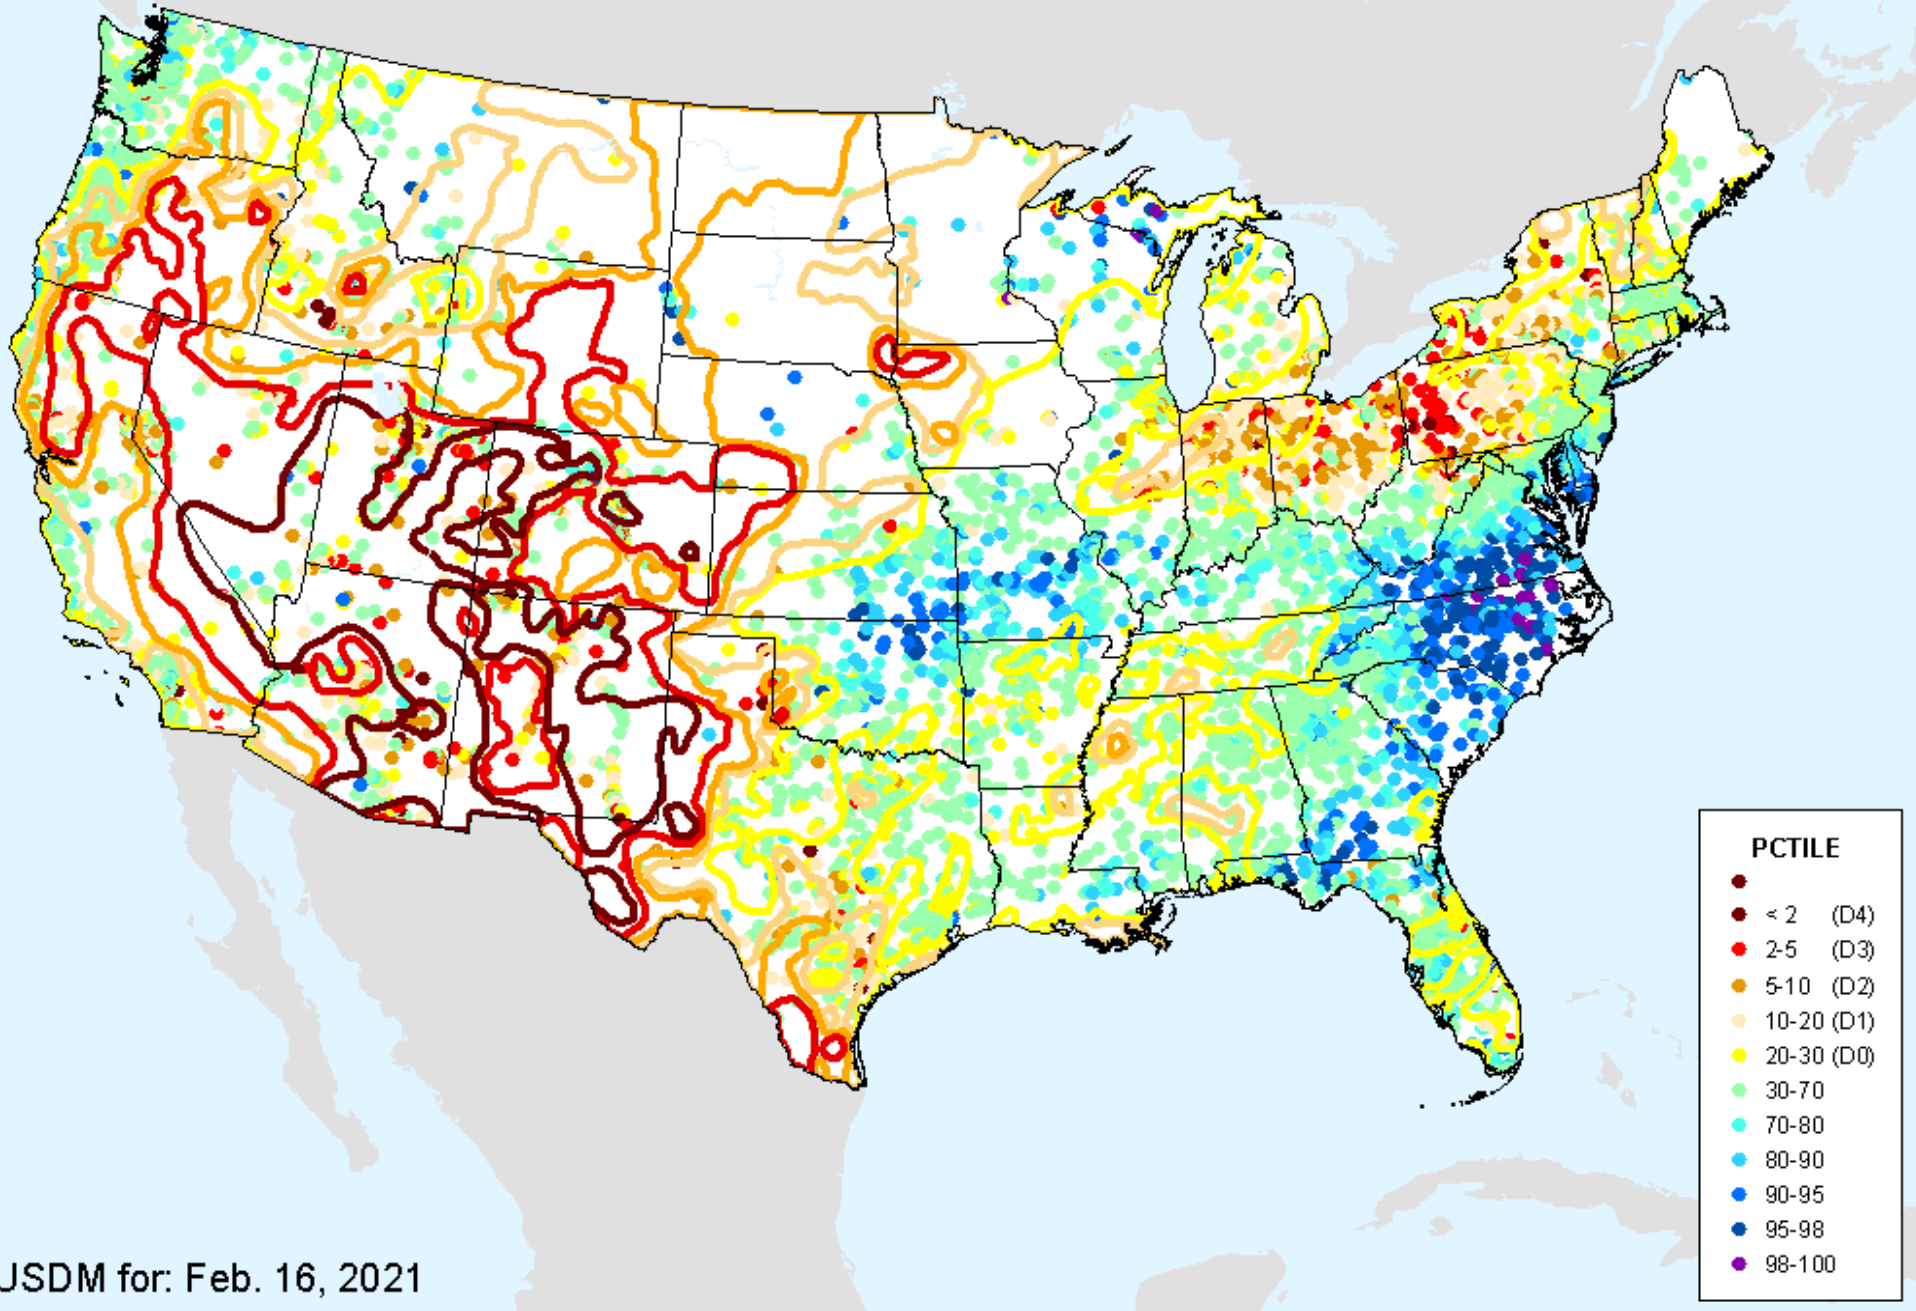 PCTILE
< 2 (D4)
2-5 (D3)
5-10 (D2)
10-20 (D1)
20-30 (D0)
30-70
70-80
80-90
90-95
95-98
98-100
USDM for: Feb. 16, 2021